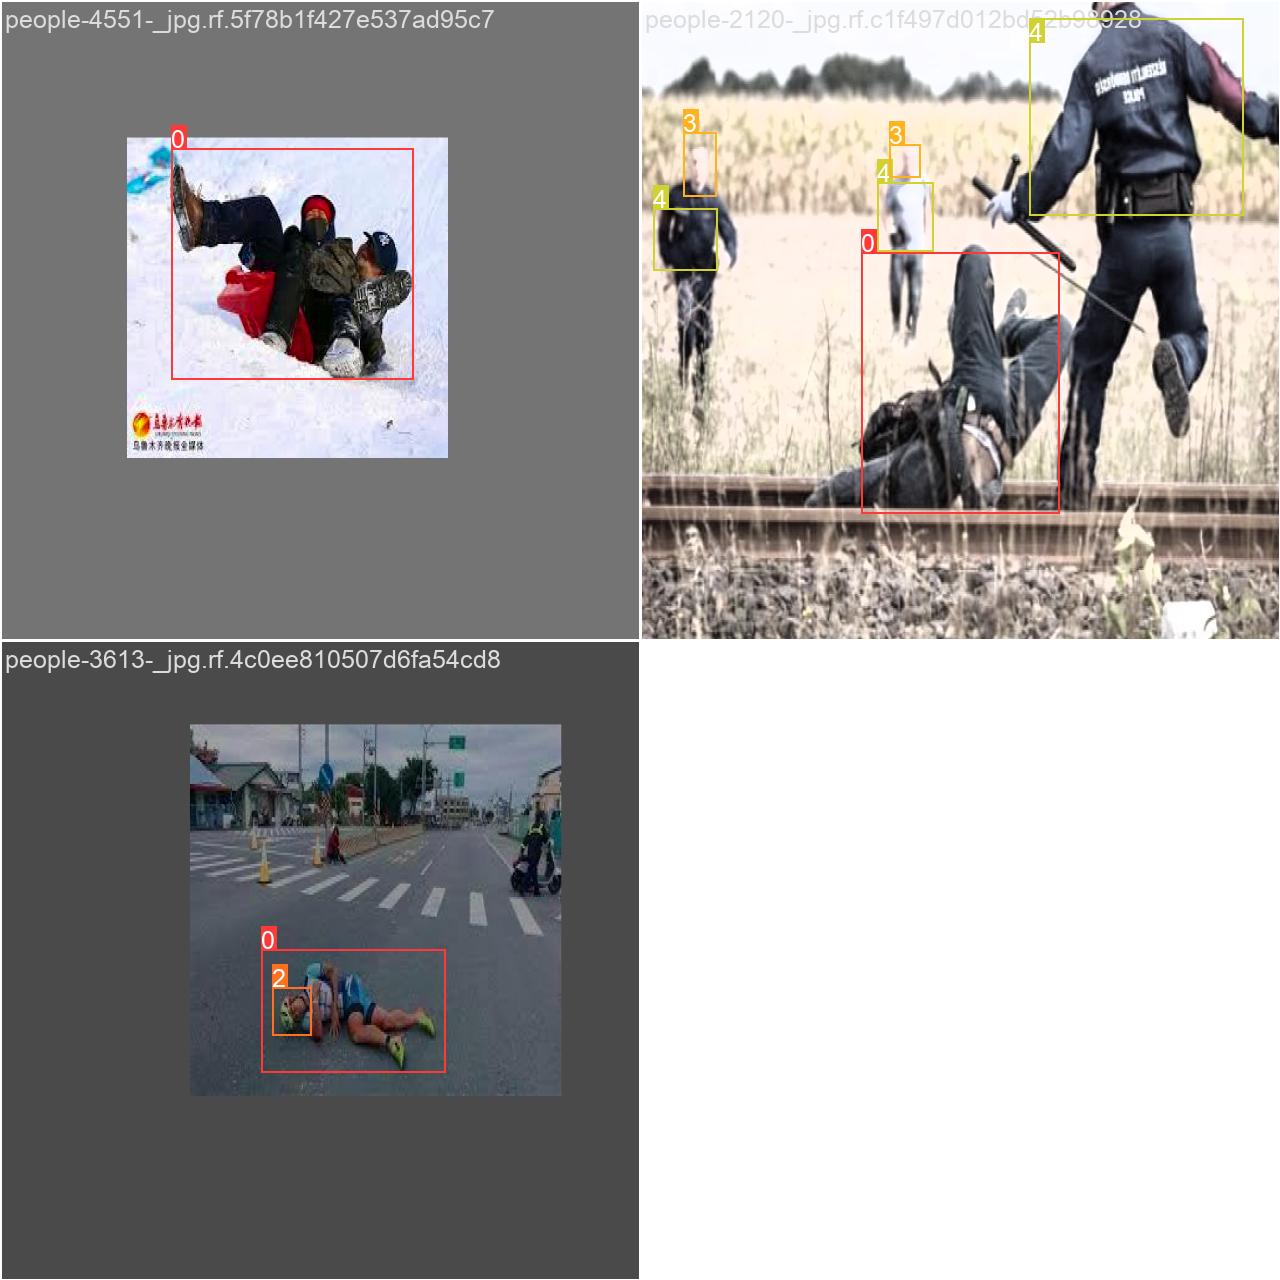 people-4551-_jpg.rf.5f78b1f427e537ad95c7
people-2120-_jpg.rf.c1f497d012bd52b98928
0
4
3
3
4
4
0
乌鲁木齐晚报全媒体
people-3613-_jpg.rf.4c0ee810507d6fa54cd8
0
2